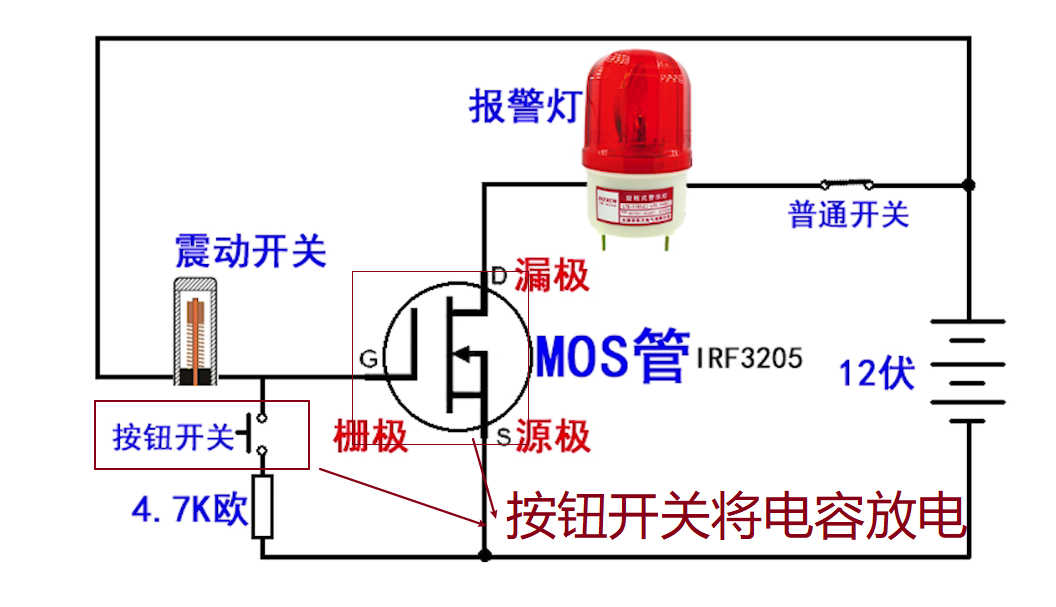 报警灯
普通开关
震动开关
D 漏极
G
MOS管 IRF3205
12伏
按钮开关
栅极
S 源极
4.7K欧
按钮开关将电容放电